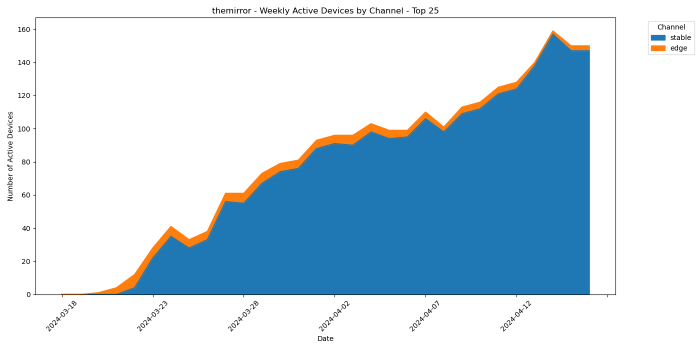 themirror - Weekly Active Devices by Channel - Top 25
Number of Active Devices
160
140
120
100
80
60
40
20
0
2024-03-18
2024-03-23
2024-03-28
2024-04-02
2024-04-07
2024-04-12
Date
Channel
stable
edge